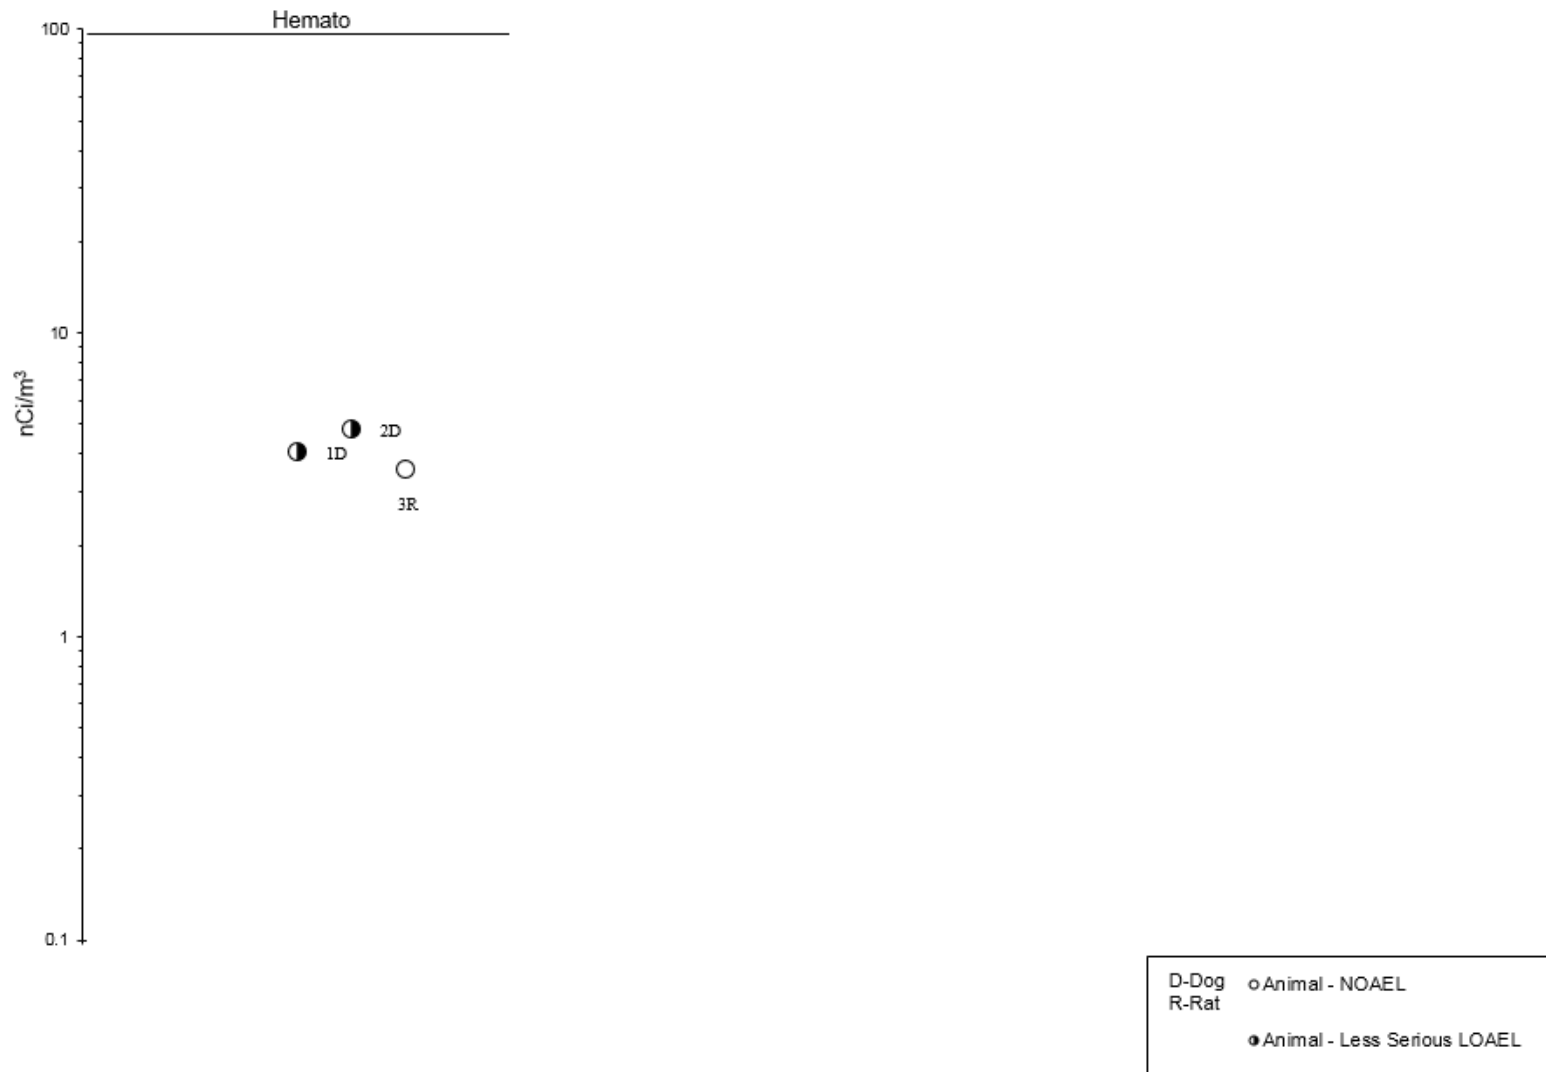 Hemato
100
10
nCi/m³
2D
1D
3R
1
0.1
D-Dog
R-Rat
Animal - NOAEL
Animal - Less Serious LOAEL